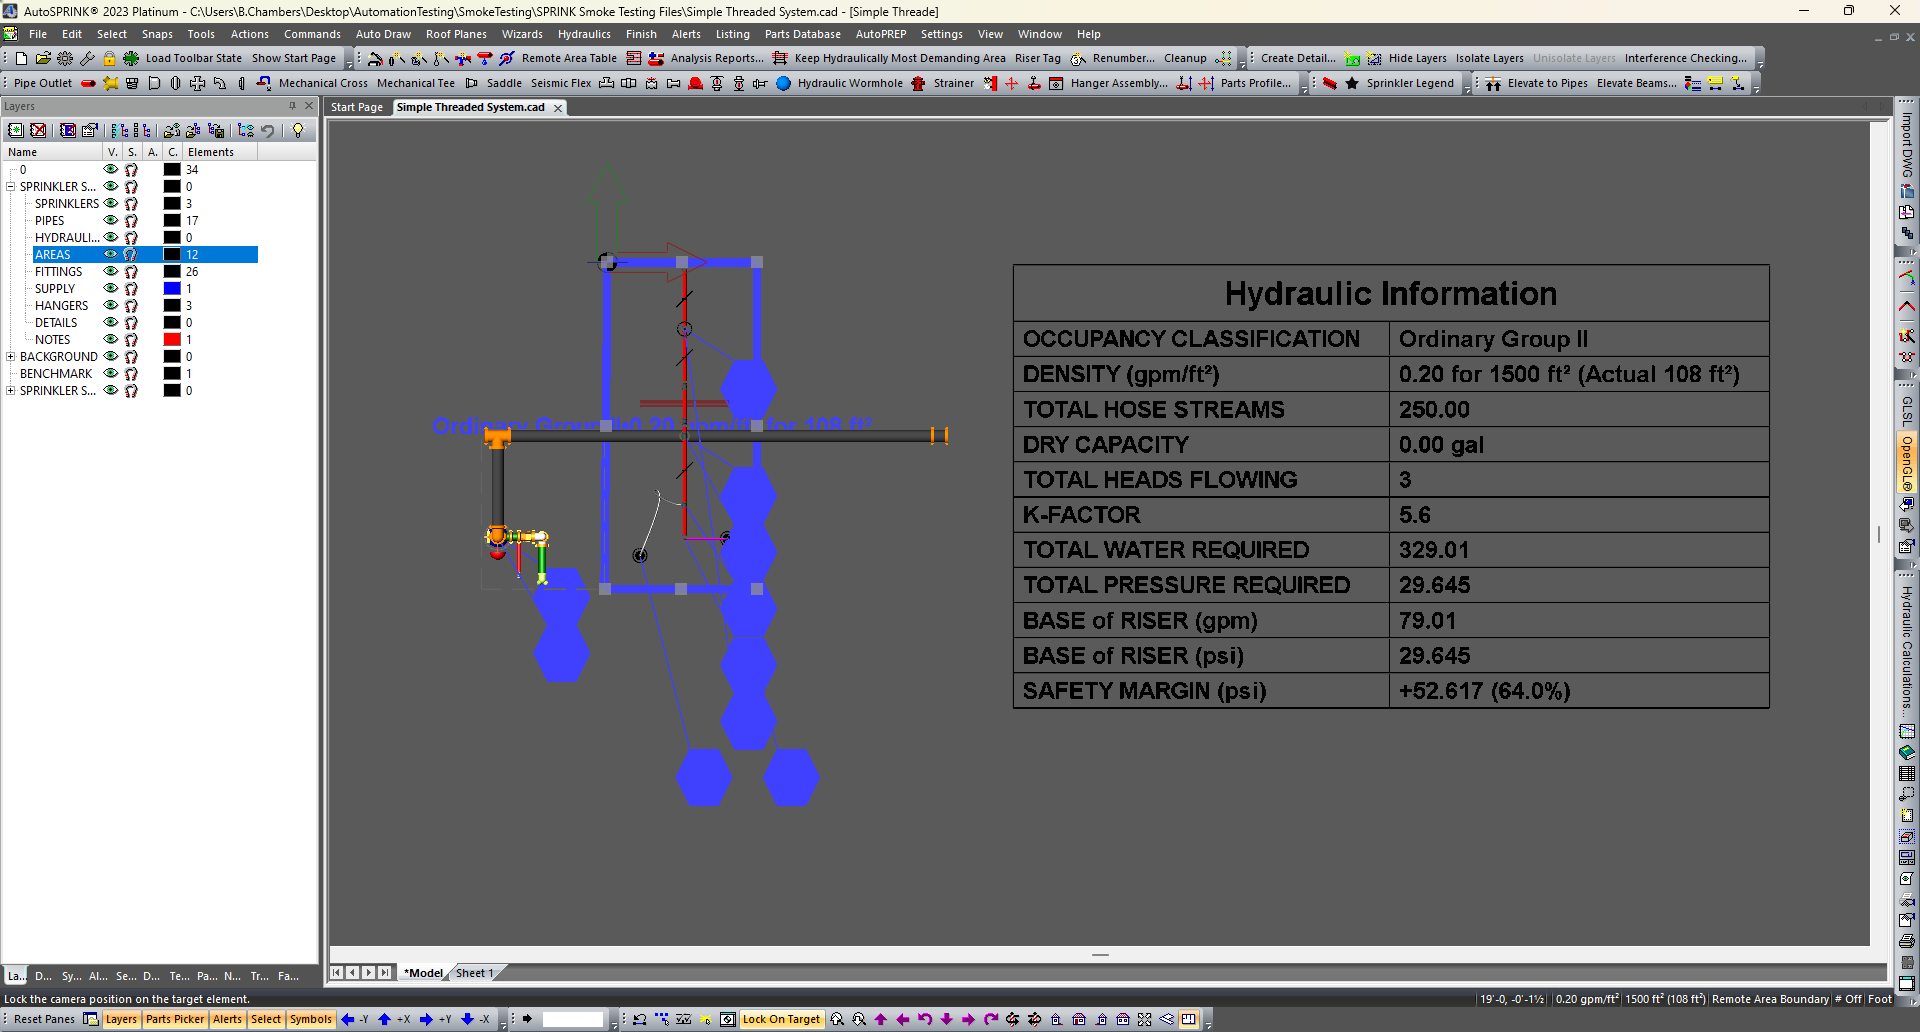 AutoSPRINK® 2023 Platinum - C:\Users\B.Chambers\Desktop\AutomationTesting\SmokeTesting\SPRINK Smoke Testing Files\Simple Threaded System.cad - [Simple Threade]
File Edit Select Snaps Tools Actions Commands Auto Draw Roof Planes Wizards Hydraulics Finish Alerts Listing Parts Database AutoPREP Settings View Window Help
Load Toolbar State Show Start Page Remote Area Table Analysis Reports... Keep Hydraulically Most Demanding Area Riser Tag Renumber... Cleanup Create Detail... Hide Layers Isolate Layers Unisolate Layers Interference Checking...
Pipe Outlet Mechanical Cross Mechanical Tee Saddle Seismic Flex Hydraulic Wormhole Strainer Hanger Assembly... Parts Profile... Sprinkler Legend Elevate to Pipes Elevate Beams...
Layers
Start Page Simple Threaded System.cad
Name V. S. A. C. Elements
0 34
SPRINKLER S... 0
SPRINKLERS 3
PIPES 17
HYDRAULI... 0
AREAS 12
FITTINGS 26
SUPPLY 1
HANGERS 3
DETAILS 0
NOTES 1
BACKGROUND 0
BENCHMARK 1
SPRINKLER S... 0
Hydraulic Information
OCCUPANCY CLASSIFICATION Ordinary Group II
DENSITY (gpm/ft²) 0.20 for 1500 ft² (Actual 108 ft²)
TOTAL HOSE STREAMS 250.00
DRY CAPACITY 0.00 gal
TOTAL HEADS FLOWING 3
K-FACTOR 5.6
TOTAL WATER REQUIRED 329.01
TOTAL PRESSURE REQUIRED 29.645
BASE of RISER (gpm) 79.01
BASE of RISER (psi) 29.645
SAFETY MARGIN (psi) +52.617 (64.0%)
for 108 ft²
Import DWG
GLSL
OpenGL®
Hydraulic Calculations...
La... D... Sy... Al... Se... D... Te... Pa... N... Tr... Fa...
*Model Sheet 1
Lock the camera position on the target element.
19'-0, -0'-1½ 0.20 gpm/ft² 1500 ft² (108 ft²) Remote Area Boundary # Off Foot
Reset Panes Layers Parts Picker Alerts Select Symbols -Y +X +Y -X Lock On Target